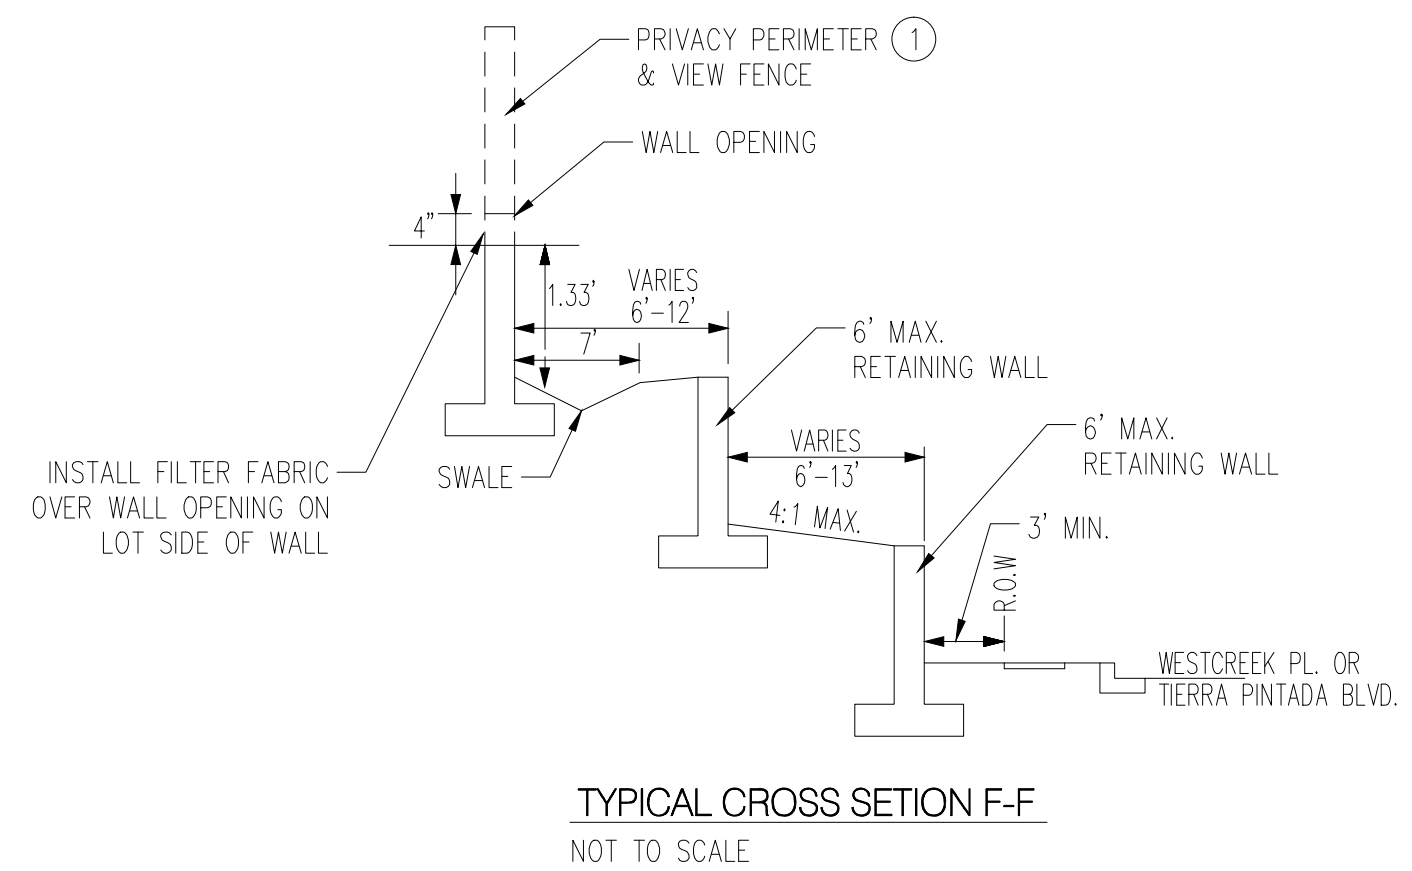 PRIVACY PERIMETER 1
& VIEW FENCE
WALL OPENING
4"
1.33'
VARIES
6'-12'
7'
6' MAX.
RETAINING WALL
VARIES
6'-13'
4:1 MAX.
6' MAX.
RETAINING WALL
INSTALL FILTER FABRIC
OVER WALL OPENING ON
LOT SIDE OF WALL
SWALE
3' MIN.
R.O.W
WESTCREEK PL. OR
TIERRA PINTADA BLVD.
TYPICAL CROSS SETION F-F
NOT TO SCALE